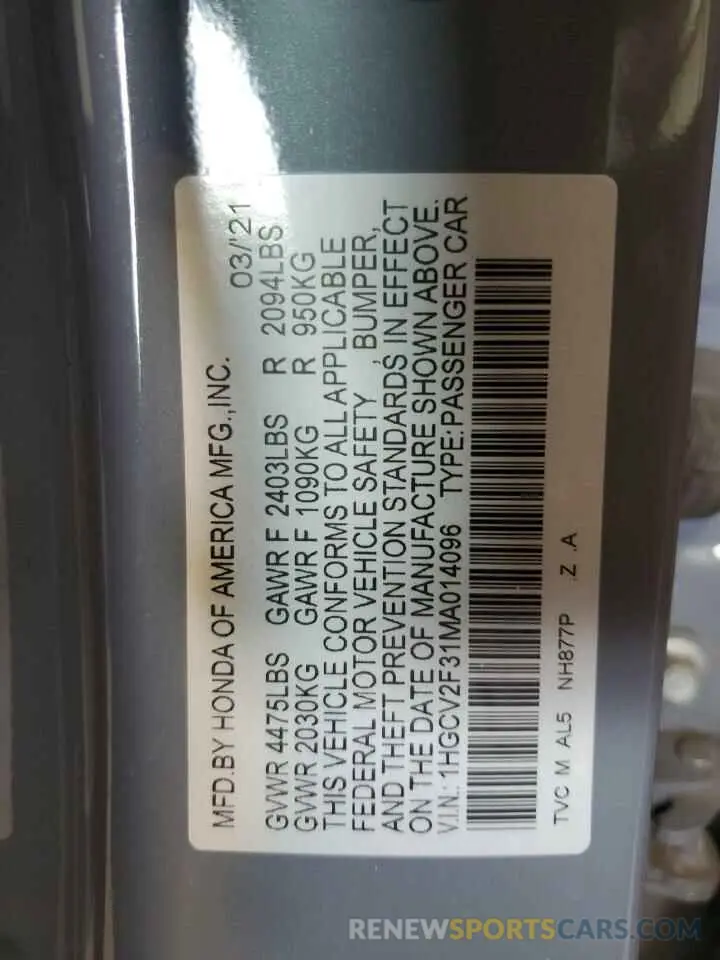 MFD.BY HONDA OF AMERICA MFG.,INC. 03/'21
GVWR 4475LBS GAWR F 2403LBS R 2094LBS
GVWR 2030KG GAWR F 1090KG R 950KG
THIS VEHICLE CONFORMS TO ALL APPLICABLE
FEDERAL MOTOR VEHICLE SAFETY , BUMPER,
AND THEFT PREVENTION STANDARDS IN EFFECT
ON THE DATE OF MANUFACTURE SHOWN ABOVE.
V.I.N.: 1HGCV2F31MA014096 TYPE:PASSENGER CAR
TVC M AL5 NH877P .Z .A
RENEWSPORTSCARS.COM